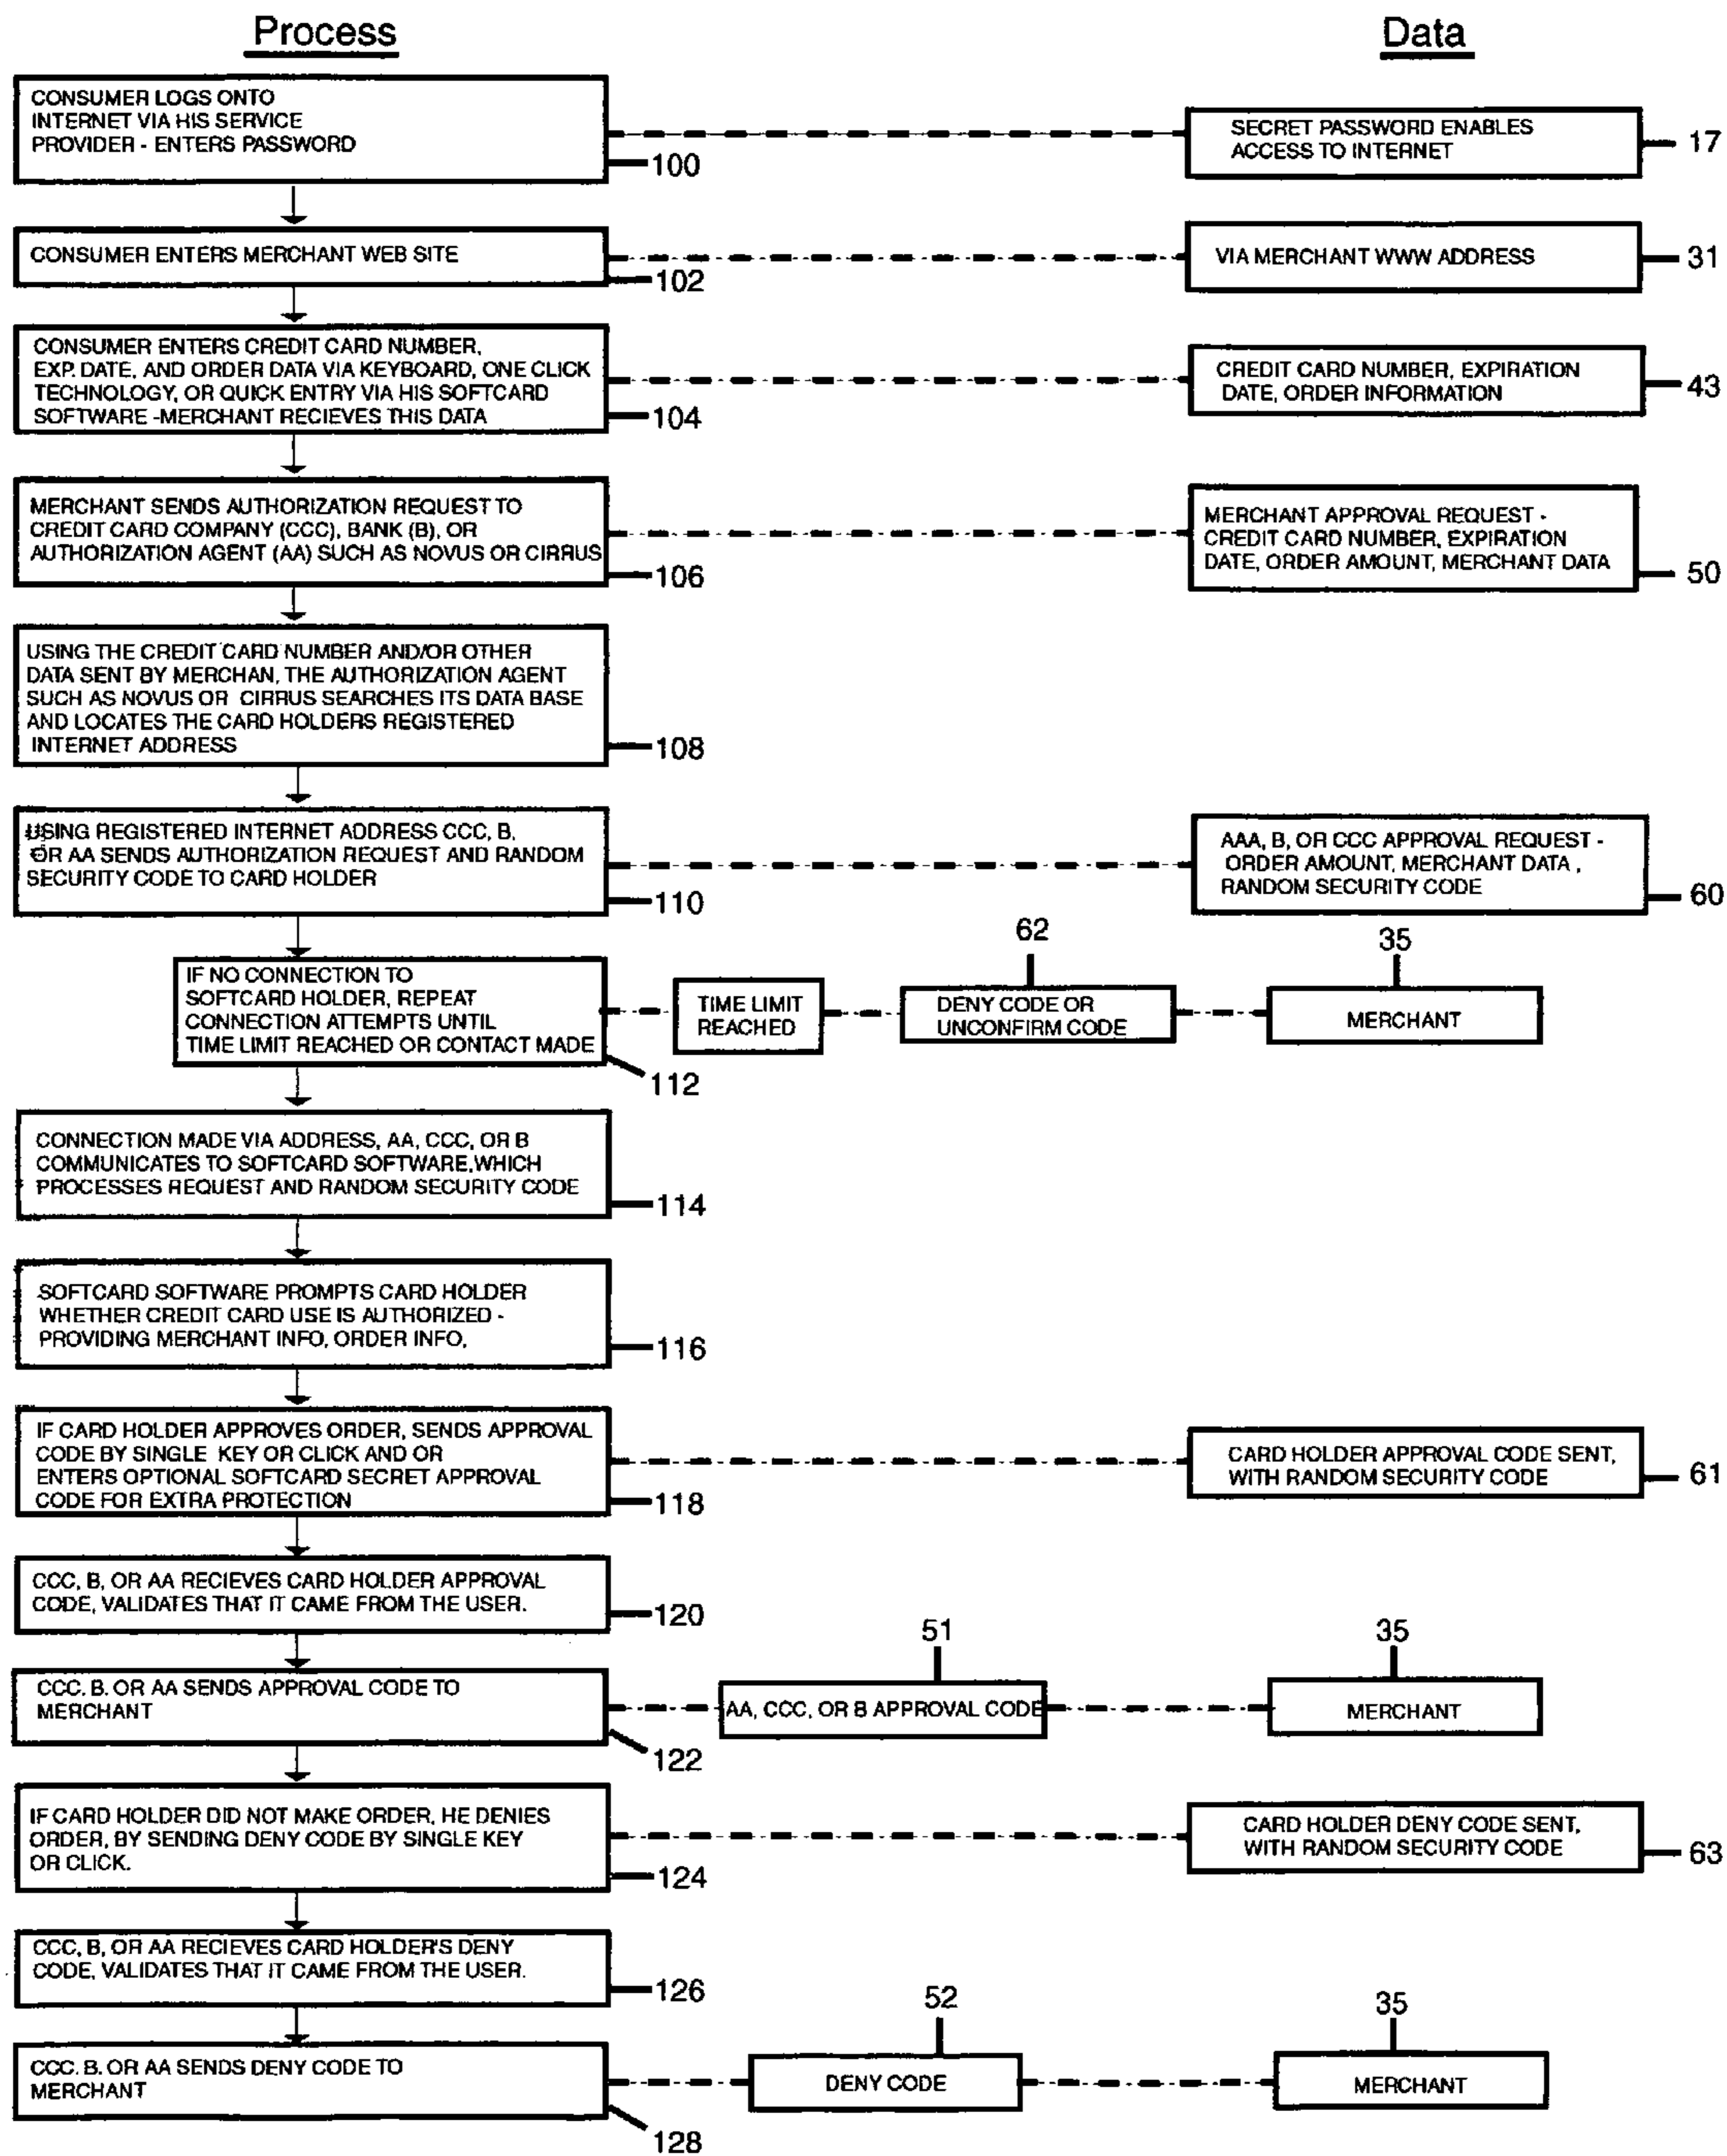 Process
Data
CONSUMER LOGS ONTO
INTERNET VIA HIS SERVICE
PROVIDER - ENTERS PASSWORD
100
SECRET PASSWORD ENABLES
ACCESS TO INTERNET
17
CONSUMER ENTERS MERCHANT WEB SITE
102
VIA MERCHANT WWW ADDRESS
31
CONSUMER ENTERS CREDIT CARD NUMBER,
EXP. DATE, AND ORDER DATA VIA KEYBOARD, ONE CLICK
TECHNOLOGY, OR QUICK ENTRY VIA HIS SOFTCARD
SOFTWARE -MERCHANT RECIEVES THIS DATA
104
CREDIT CARD NUMBER, EXPIRATION
DATE, ORDER INFORMATION
43
MERCHANT SENDS AUTHORIZATION REQUEST TO
CREDIT CARD COMPANY (CCC), BANK (B), OR
AUTHORIZATION AGENT (AA) SUCH AS NOVUS OR CIRRUS
106
MERCHANT APPROVAL REQUEST -
CREDIT CARD NUMBER, EXPIRATION
DATE, ORDER AMOUNT, MERCHANT DATA
50
USING THE CREDIT CARD NUMBER AND/OR OTHER
DATA SENT BY MERCHAN, THE AUTHORIZATION AGENT
SUCH AS NOVUS OR CIRRUS SEARCHES ITS DATA BASE
AND LOCATES THE CARD HOLDERS REGISTERED
INTERNET ADDRESS
108
USING REGISTERED INTERNET ADDRESS CCC, B,
OR AA SENDS AUTHORIZATION REQUEST AND RANDOM
SECURITY CODE TO CARD HOLDER
110
AAA, B, OR CCC APPROVAL REQUEST -
ORDER AMOUNT, MERCHANT DATA ,
RANDOM SECURITY CODE
60
IF NO CONNECTION TO
SOFTCARD HOLDER, REPEAT
CONNECTION ATTEMPTS UNTIL
TIME LIMIT REACHED OR CONTACT MADE
112
TIME LIMIT
REACHED
62
DENY CODE OR
UNCONFIRM CODE
35
MERCHANT
CONNECTION MADE VIA ADDRESS, AA, CCC, OR B
COMMUNICATES TO SOFTCARD SOFTWARE,WHICH
PROCESSES REQUEST AND RANDOM SECURITY CODE
114
SOFTCARD SOFTWARE PROMPTS CARD HOLDER
WHETHER CREDIT CARD USE IS AUTHORIZED -
PROVIDING MERCHANT INFO, ORDER INFO,
116
IF CARD HOLDER APPROVES ORDER, SENDS APPROVAL
CODE BY SINGLE KEY OR CLICK AND OR
ENTERS OPTIONAL SOFTCARD SECRET APPROVAL
CODE FOR EXTRA PROTECTION
118
CARD HOLDER APPROVAL CODE SENT,
WITH RANDOM SECURITY CODE
61
CCC, B, OR AA RECIEVES CARD HOLDER APPROVAL
CODE, VALIDATES THAT IT CAME FROM THE USER.
120
CCC. B. OR AA SENDS APPROVAL CODE TO
MERCHANT
122
51
AA, CCC, OR B APPROVAL CODE
35
MERCHANT
IF CARD HOLDER DID NOT MAKE ORDER, HE DENIES
ORDER, BY SENDING DENY CODE BY SINGLE KEY
OR CLICK.
124
CARD HOLDER DENY CODE SENT,
WITH RANDOM SECURITY CODE
63
CCC, B, OR AA RECIEVES CARD HOLDER'S DENY
CODE, VALIDATES THAT IT CAME FROM THE USER.
126
CCC. B. OR AA SENDS DENY CODE TO
MERCHANT
128
52
DENY CODE
35
MERCHANT